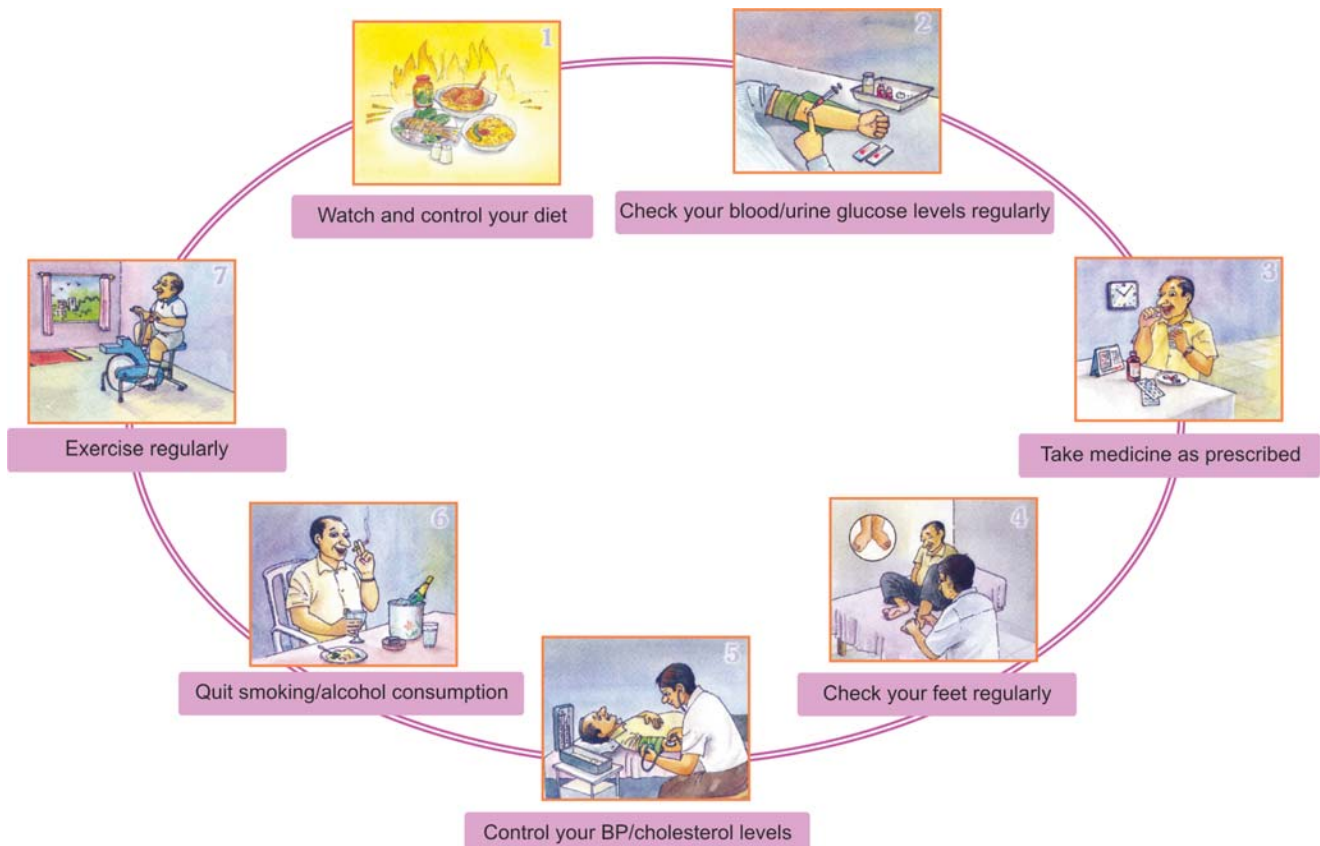 1
Watch and control your diet
2
Check your blood/urine glucose levels regularly
3
Take medicine as prescribed
4
Check your feet regularly
5
Control your BP/cholesterol levels
6
Quit smoking/alcohol consumption
7
Exercise regularly